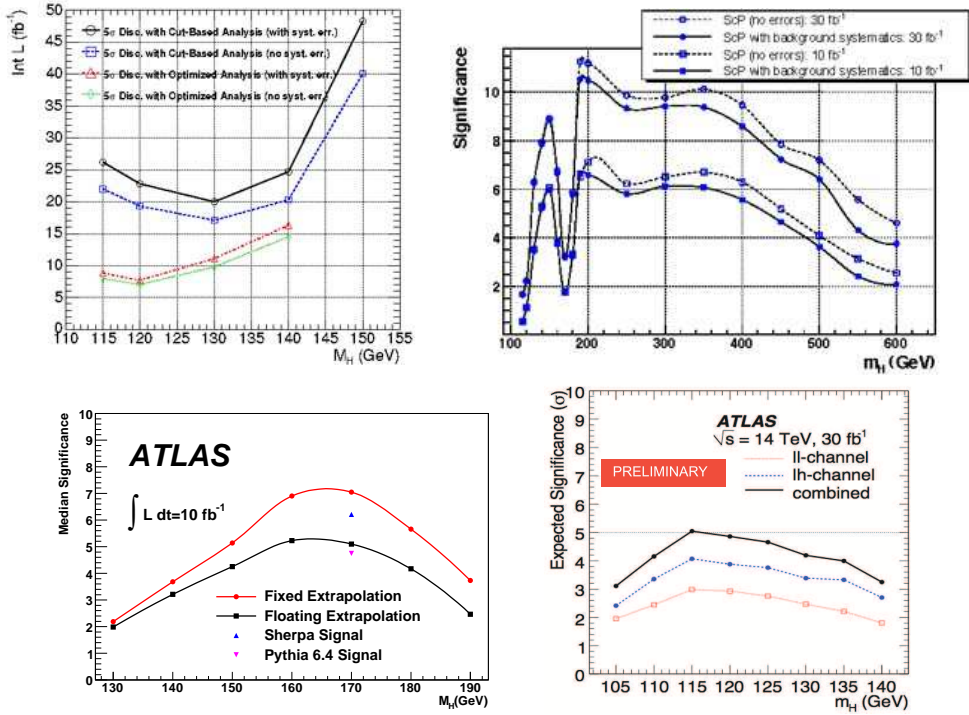 Int L (fb-1)
50
45
40
35
30
25
20
15
10
5
0
5σ Disc. with Cut-Based Analysis (with syst. err.)
5σ Disc. with Cut-Based Analysis (no syst. err.)
5σ Disc. with Optimized Analysis (with syst. err.)
5σ Disc. with Optimized Analysis (no syst. err.)
110 115 120 125 130 135 140 145 150 155
MH (GeV)
ScP (no errors): 30 fb-1
ScP with background systematics: 30 fb-1
ScP (no errors): 10 fb-1
ScP with background systematics: 10 fb-1
Significance
10
8
6
4
2
100 200 300 400 500 600
mH (GeV)
Median Significance
10
9
8
7
6
5
4
3
2
1
0
ATLAS
∫ L dt=10 fb-1
Fixed Extrapolation
Floating Extrapolation
Sherpa Signal
Pythia 6.4 Signal
130 140 150 160 170 180 190
MH(GeV)
Expected Significance (σ)
10
9
8
7
6
5
4
3
2
1
0
ATLAS
√s = 14 TeV, 30 fb1
PRELIMINARY
ll-channel
lh-channel
combined
105 110 115 120 125 130 135 140
mH (GeV)